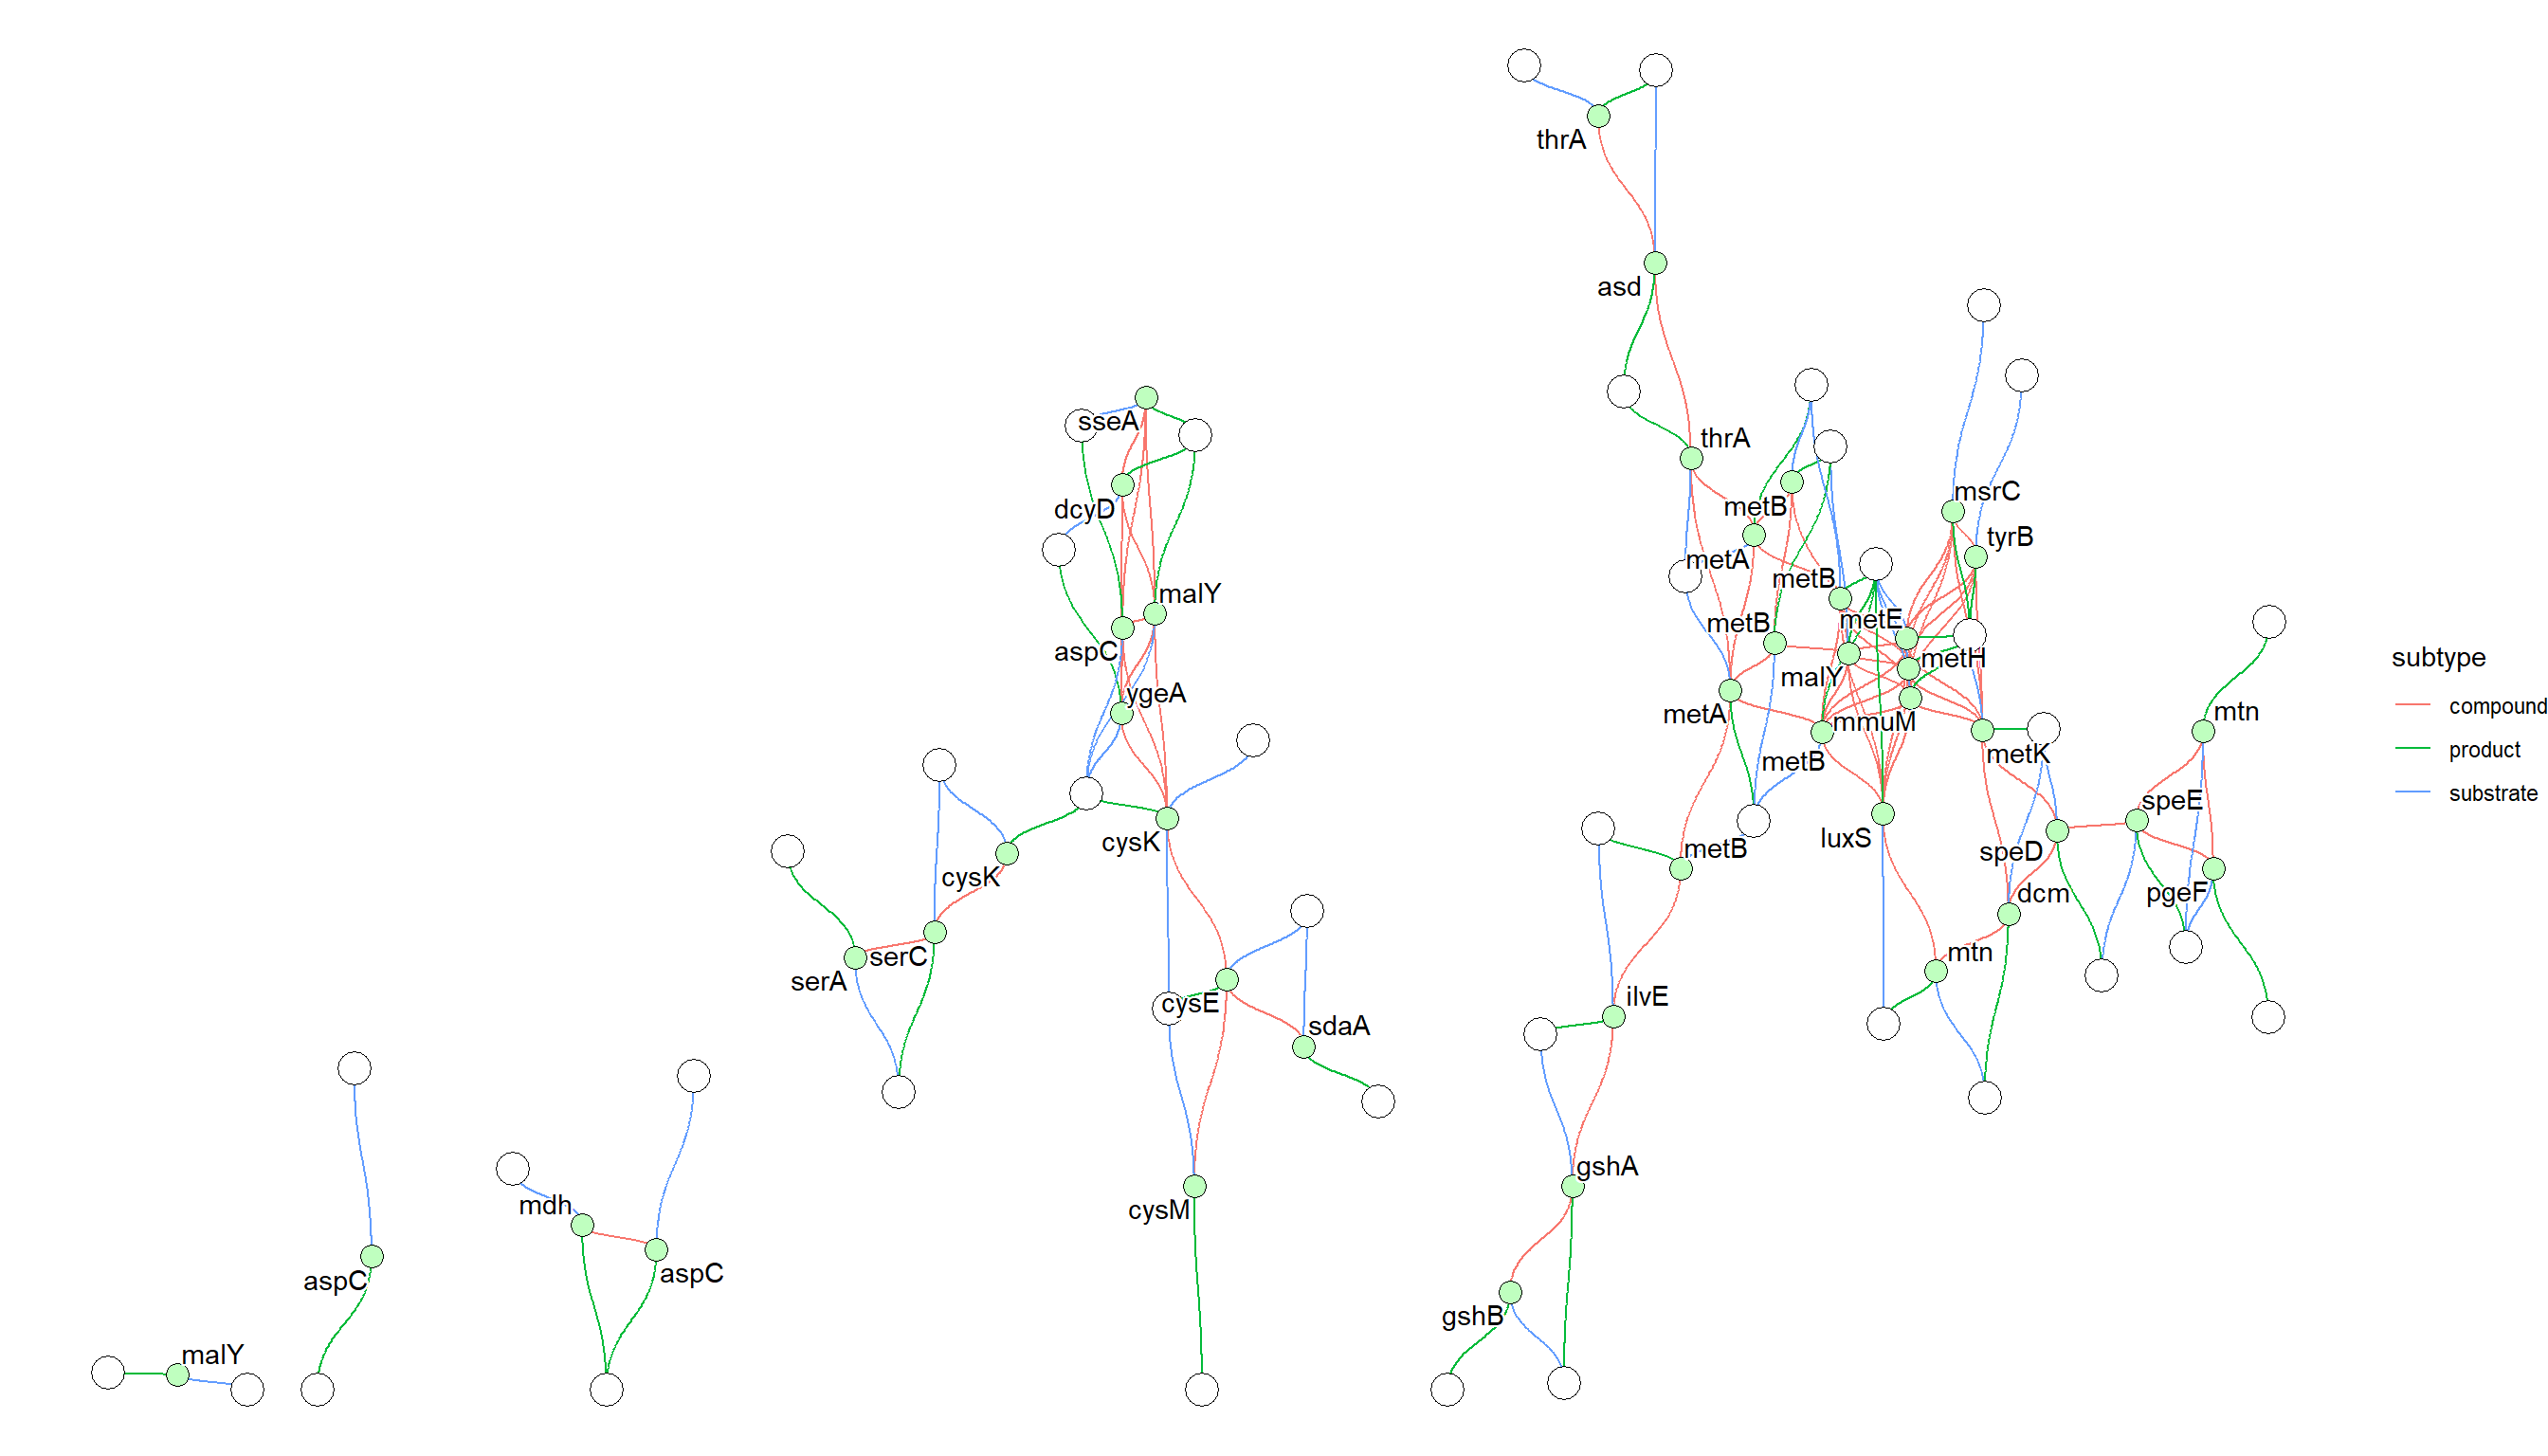 thrA
asd
sseA
thrA
msrC
metB
dcyD
tyrB
metA
metB
malY
metE
metB
aspC
metH
malY
ygeA
metA
mmuM
mtn
metK
metB
speE
luxS
cysK
metB
speD
cysK
dcm
pgeF
serC
mtn
serA
ilvE
cysE
sdaA
gshA
mdh
cysM
aspC
aspC
gshB
malY
subtype
compound
product
substrate